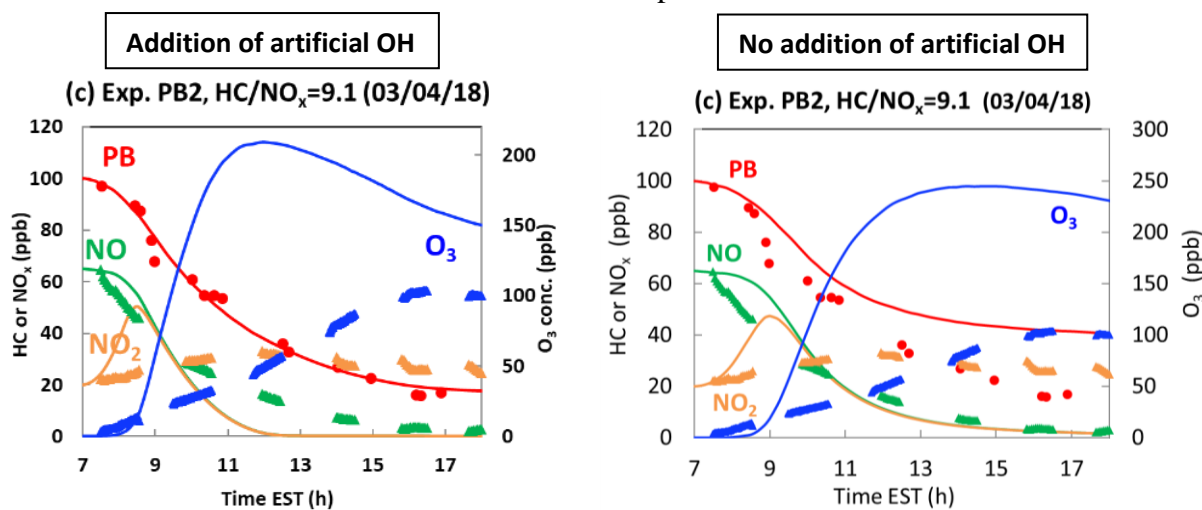 Addition of artificial OH
(c) Exp. PB2, HC/NOx=9.1 (03/04/18)
HC or NOx (ppb)
120
100
80
60
40
20
0
PB
NO
NO2
O3
200
150
100
50
0
O3 conc. (ppb)
7 9 11 13 15 17
Time EST (h)
No addition of artificial OH
(c) Exp. PB2, HC/NOx=9.1 (03/04/18)
HC or NOx (ppb)
120
100
80
60
40
20
0
PB
NO
NO2
O3
300
250
200
150
100
50
0
O3 (ppb)
7 9 11 13 15 17
Time EST (h)